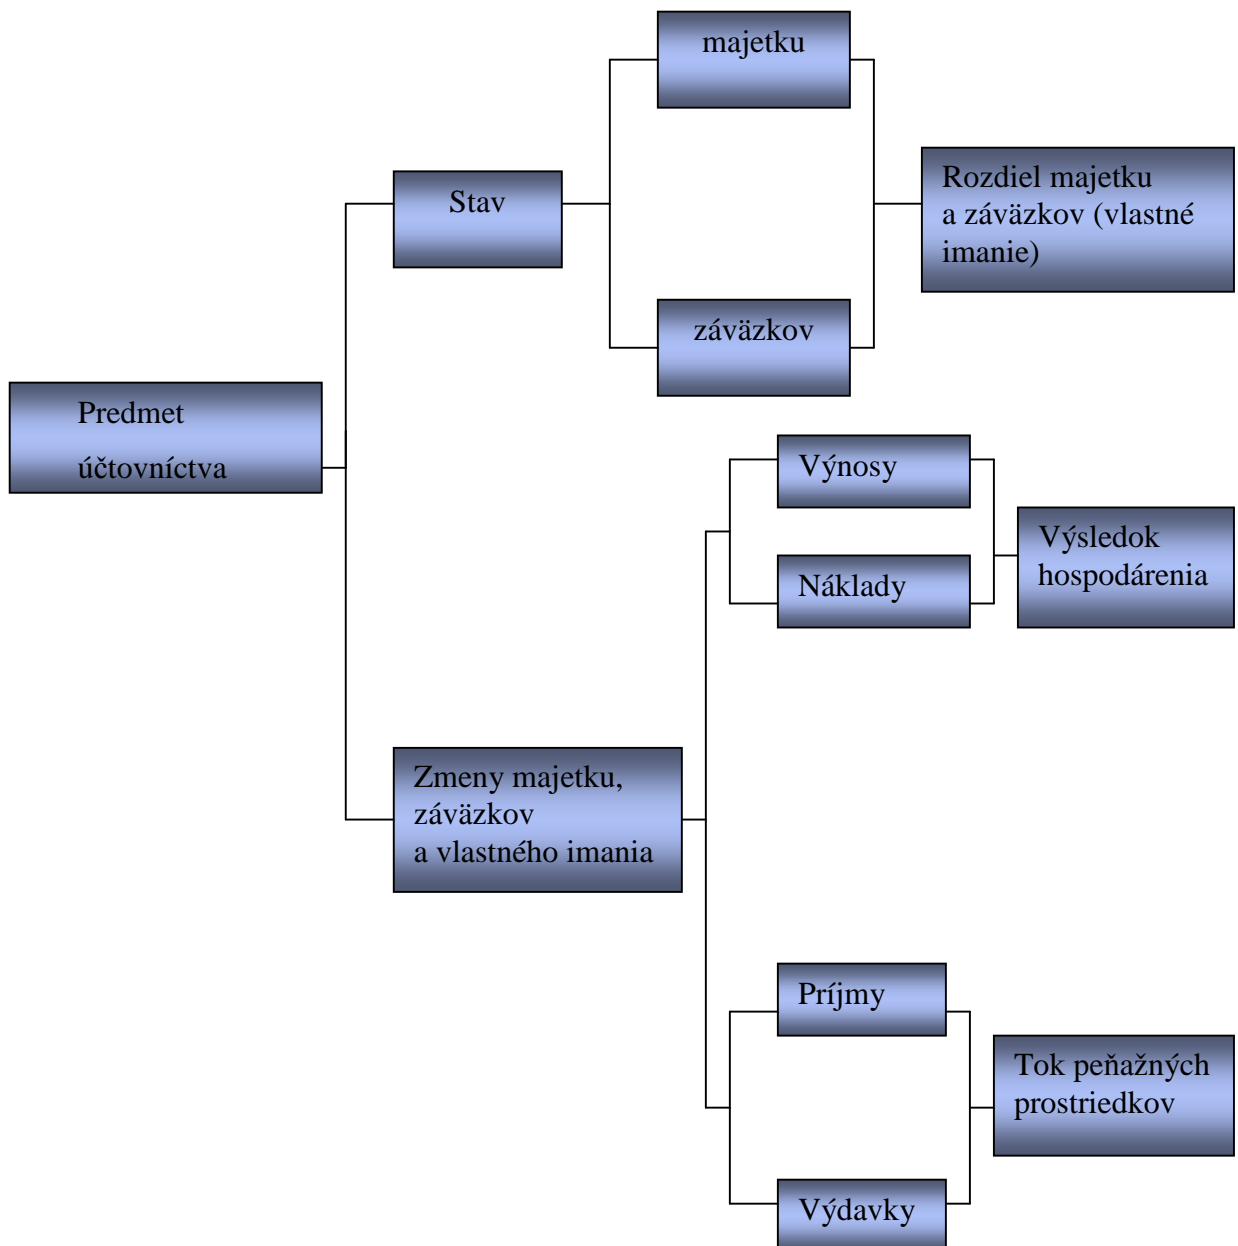 majetku
Stav
Rozdiel majetku
a záväzkov (vlastné
imanie)
záväzkov
Predmet
účtovníctva
Výnosy
Náklady
Výsledok
hospodárenia
Zmeny majetku,
záväzkov
a vlastného imania
Príjmy
Tok peňažných
prostriedkov
Výdavky